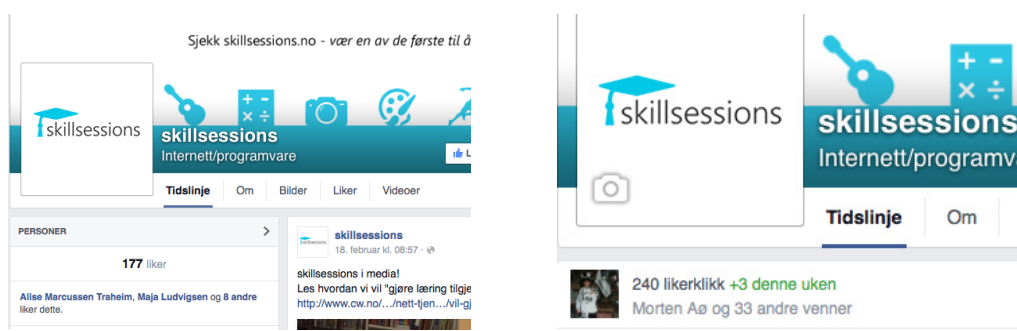 Sjekk skillsessions.no - vær en av de første til å
skillsessions
skillsessions
Internett/programvare
L
Tidslinje Om Bilder Liker Videoer
PERSONER
177 liker
Alise Marcussen Traheim, Maja Ludvigsen og 8 andre
liker dette.
skillsessions
skillsessions
18. februar kl. 08:57 ·
skillsessions i media!
Les hvordan vi vil "gjøre læring tilgje
http://www.cw.no/.../nett-tjen.../vil-gj
skillsessions
skillsessions
Internett/programva
Tidslinje Om
240 likerklikk +3 denne uken
Morten Aø og 33 andre venner